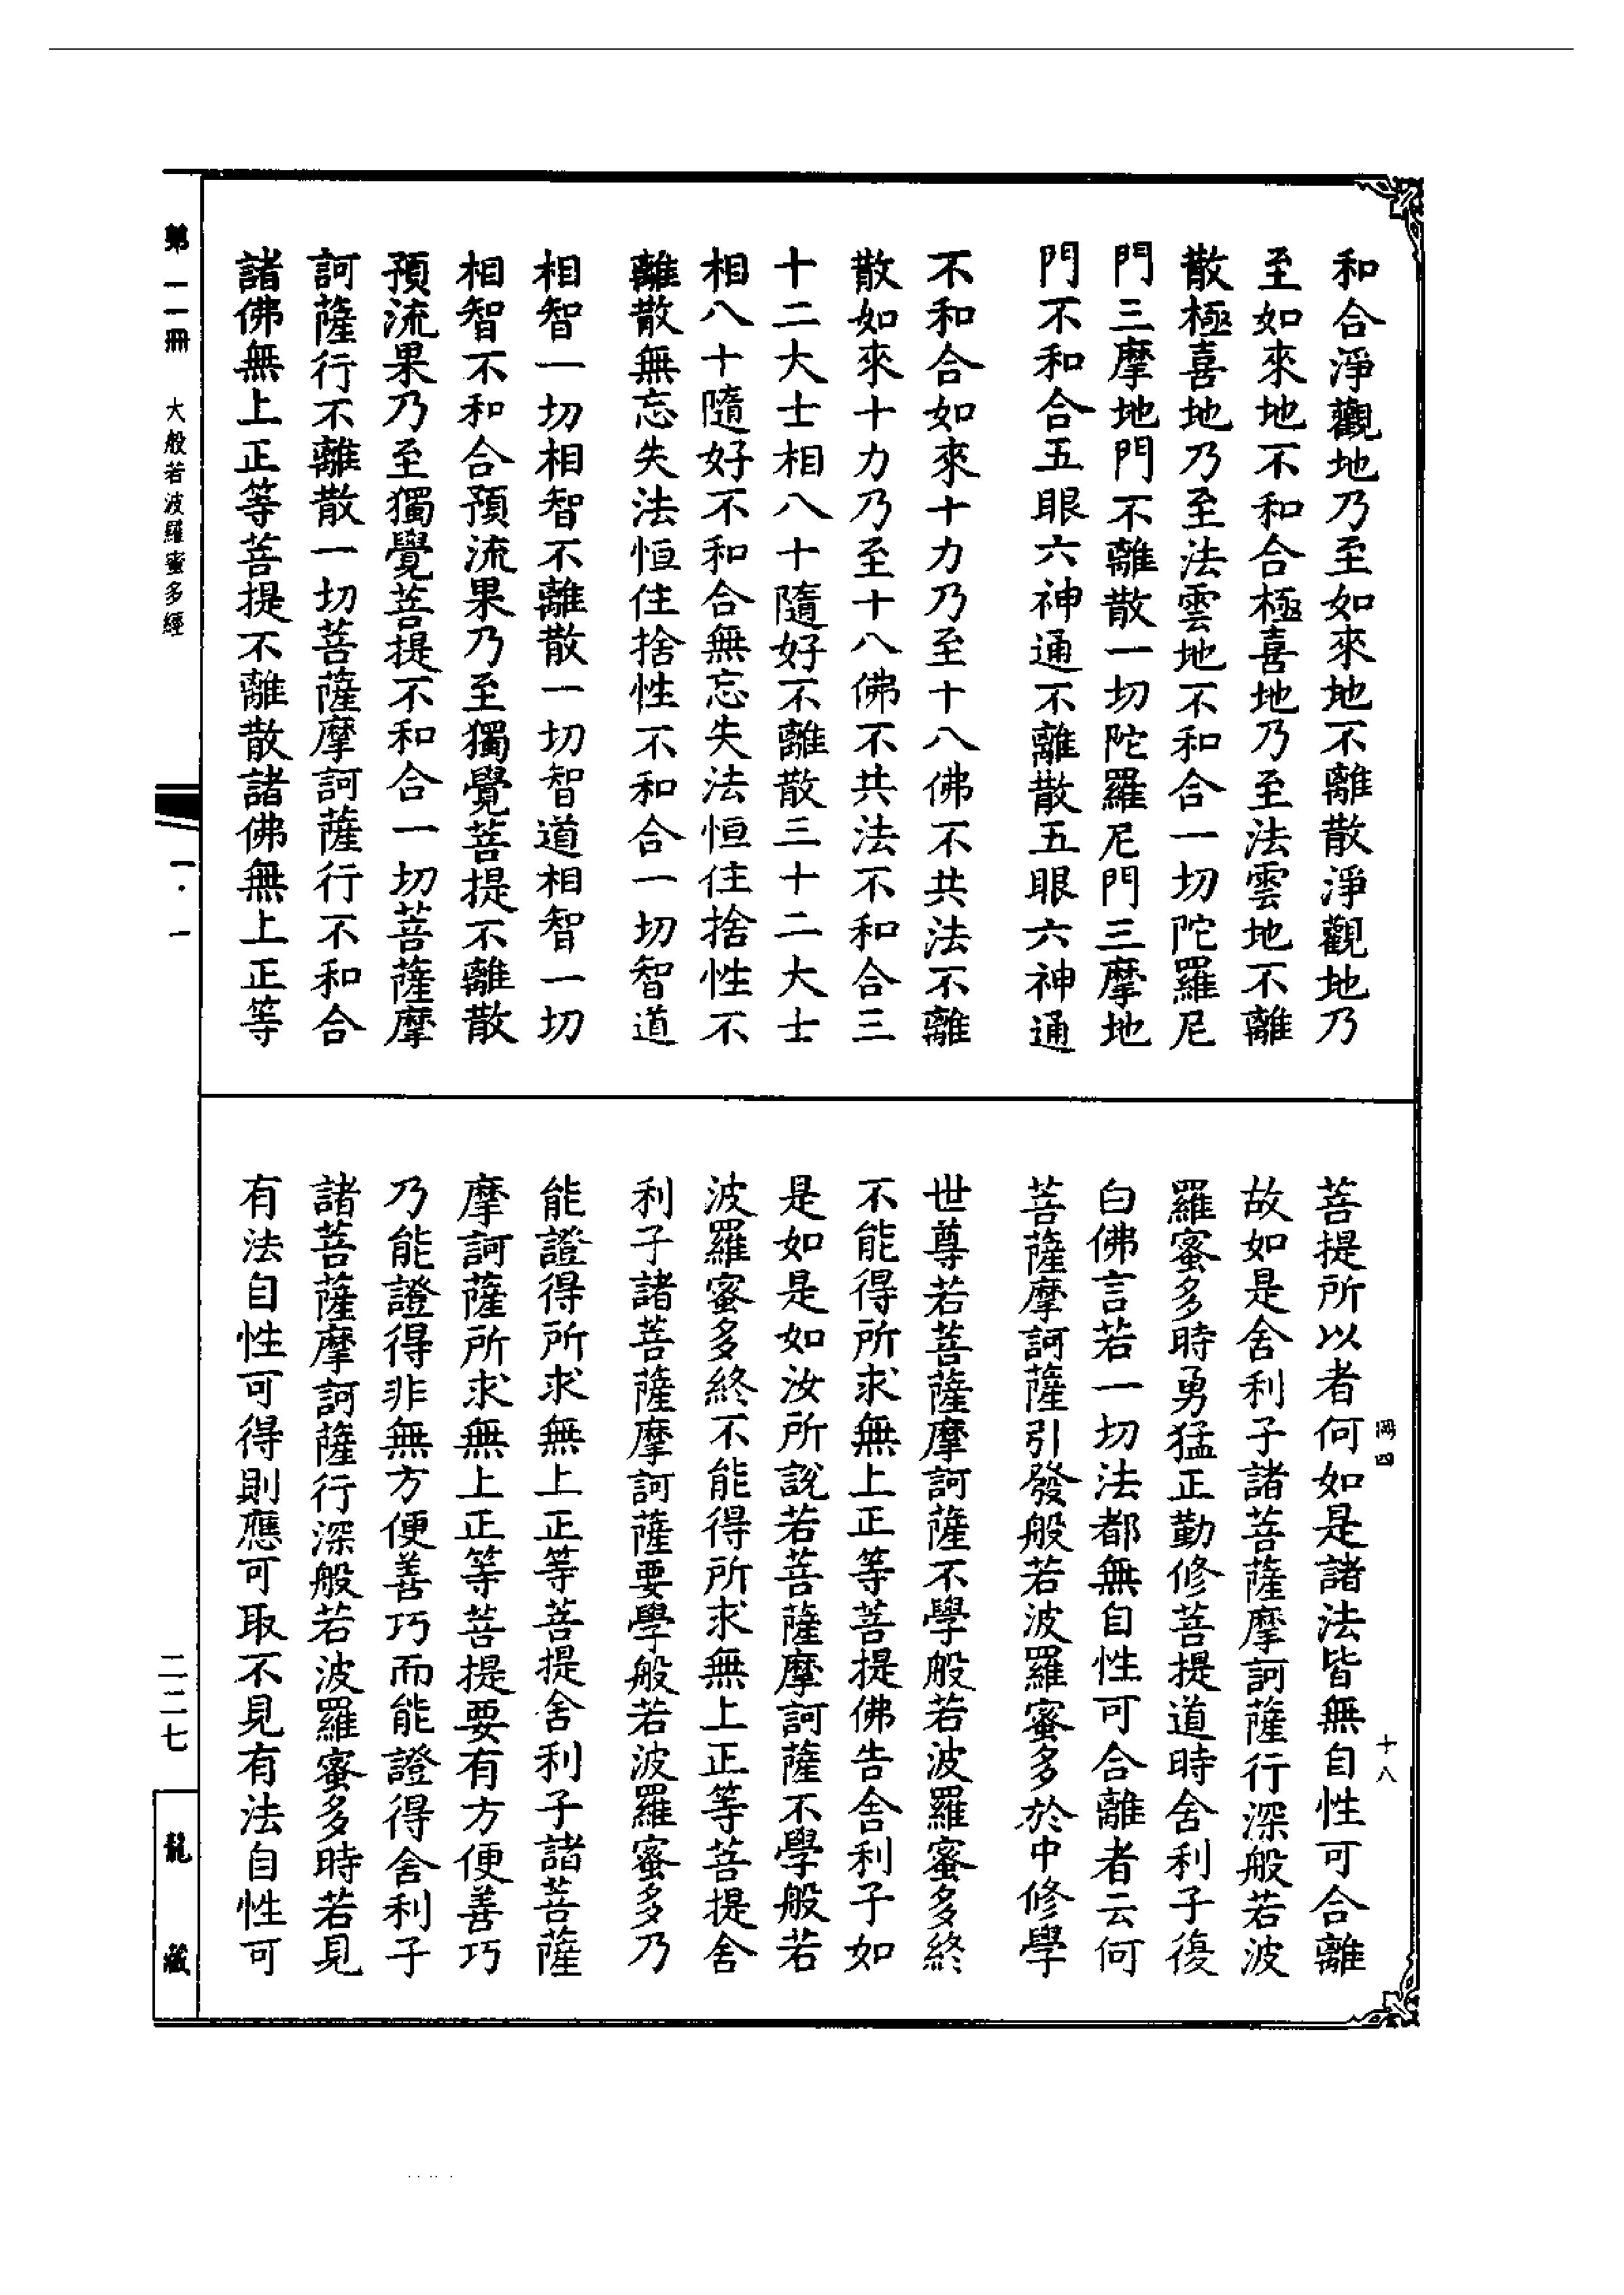 和合淨觀地乃至如來地不離散淨觀地乃
至如來地不和合極喜地乃至法雲地不離
散極喜地乃至法雲地不和合一切陀羅尼
門三摩地門不離散一切陀羅尼門三摩地
門不和合五眼六神通不離散五眼六神通
不和合如來十力乃至十八佛不共法不離
散如來十力乃至十八佛不共法不和合三
十二大士相八十隨好不離散三十二大士
相八十隨好不和合無忘失法恒住捨性不
離散無忘失法恒住捨性不和合一切智道
相智一切相智不離散一切智道相智一切
相智不和合預流果乃至獨覺菩提不離散
預流果乃至獨覺菩提不和合一切菩薩摩
訶薩行不離散一切菩薩摩訶薩行不和合
諸佛無上正等菩提不離散諸佛無上正等
菩提所以者何如是諸法皆無自性可合離
故如是舍利子諸菩薩摩訶薩行深般若波
羅蜜多時勇猛正勤修菩提道時舍利子復
白佛言若一切法都無自性可合離者云何
菩薩摩訶薩引發般若波羅蜜多於中修學
世尊若菩薩摩訶薩不學般若波羅蜜多終
不能得所求無上正等菩提佛告舍利子如
是如是如汝所說若菩薩摩訶薩不學般若
波羅蜜多終不能得所求無上正等菩提舍
利子諸菩薩摩訶薩要學般若波羅蜜多乃
能證得所求無上正等菩提舍利子諸菩薩
摩訶薩所求無上正等菩提要有方便善巧
乃能證得非無方便善巧而能證得舍利子
諸菩薩摩訶薩行深般若波羅蜜多時若見
有法自性可得則應可取不見有法自性可
岡四
十八
第一一冊 大般若波羅蜜多經
一·一
二二七
龍藏